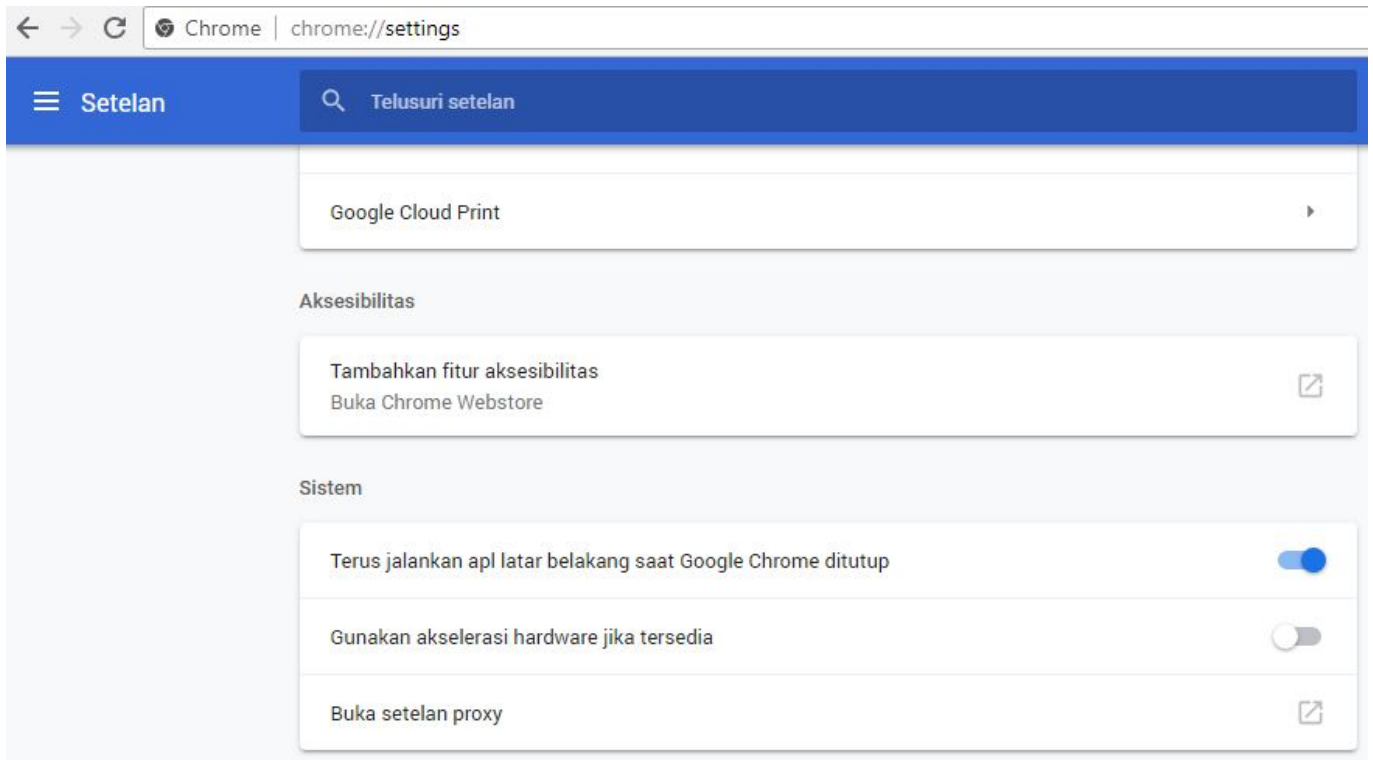 Chrome | chrome://settings
Setelan
Telusuri setelan
Google Cloud Print
Aksesibilitas
Tambahkan fitur aksesibilitas
Buka Chrome Webstore
Sistem
Terus jalankan apl latar belakang saat Google Chrome ditutup
Gunakan akselerasi hardware jika tersedia
Buka setelan proxy